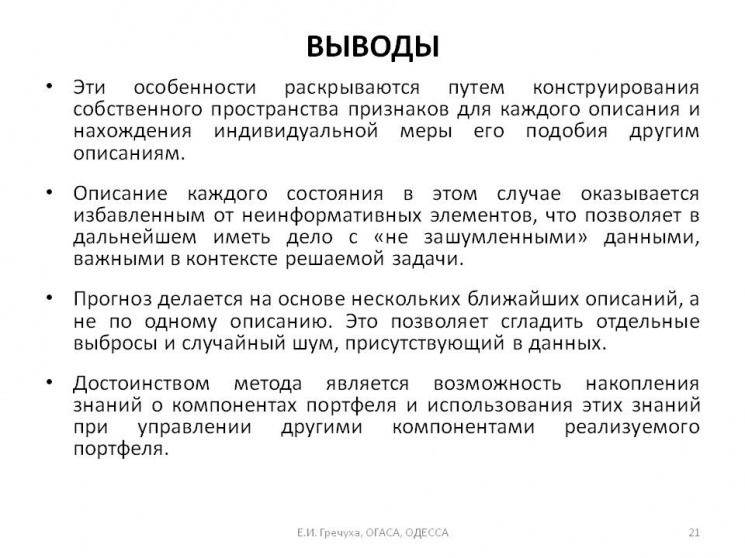 ВЫВОДЫ
• Эти особенности раскрываются путем конструирования
собственного пространства признаков для каждого описания и
нахождения индивидуальной меры его подобия другим
описаниям.
• Описание каждого состояния в этом случае оказывается
избавленным от неинформативных элементов, что позволяет в
дальнейшем иметь дело с «не зашумленными» данными,
важными в контексте решаемой задачи.
• Прогноз делается на основе нескольких ближайших описаний, а
не по одному описанию. Это позволяет сгладить отдельные
выбросы и случайный шум, присутствующий в данных.
• Достоинством метода является возможность накопления
знаний о компонентах портфеля и использования этих знаний
при управлении другими компонентами реализуемого
портфеля.
Е.И. Гречуха, ОГАСА, ОДЕССА
21